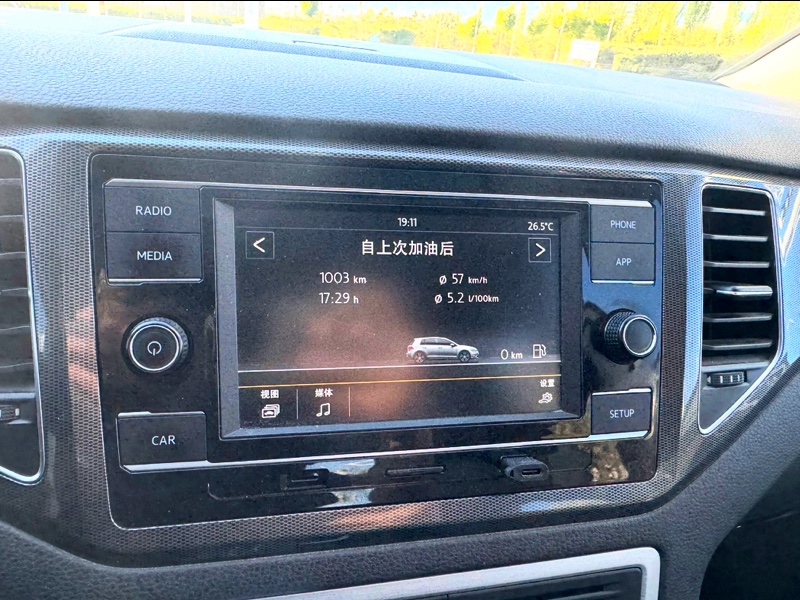 RADIO
MEDIA
CAR
19:11
26.5°C
< 自上次加油后 >
1003 km ⌀ 57 km/h
17:29 h ⌀ 5.2 l/100km
0 km
视图 媒体 设置
PHONE
APP
SETUP